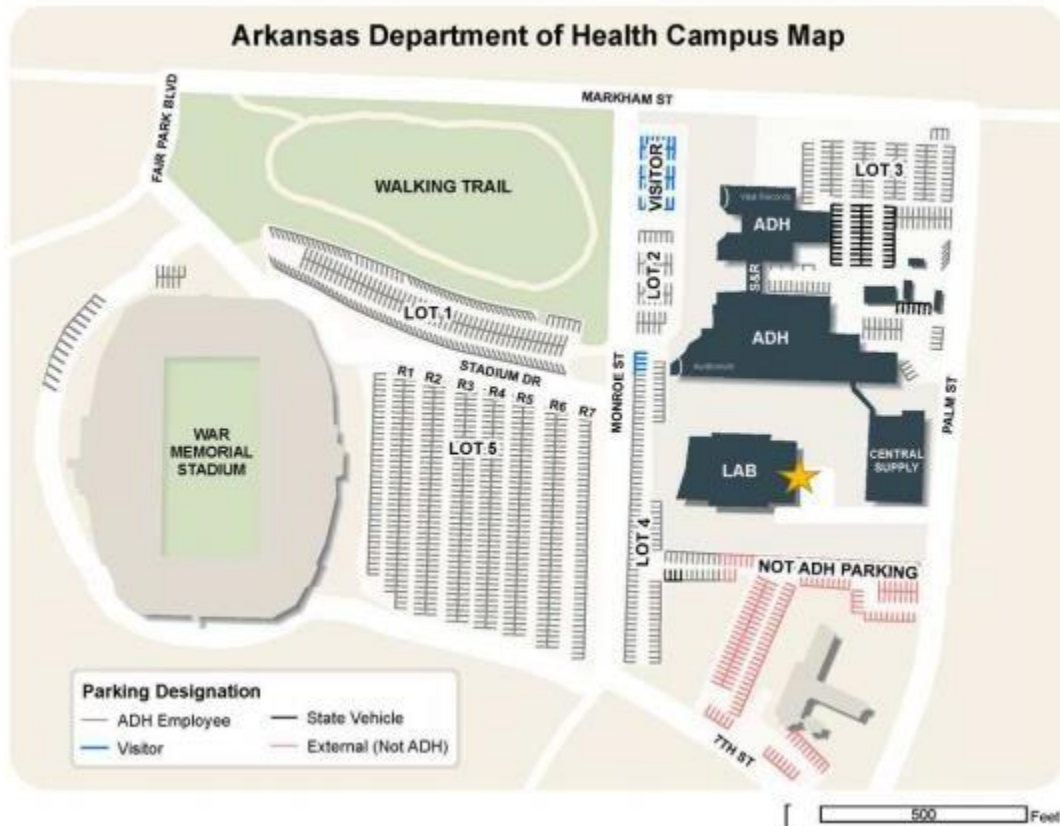 Arkansas Department of Health Campus Map
MARKHAM ST
FAIR PARK BLVD
WALKING TRAIL
VISITOR
LOT 3
Vital Records
ADH
LOT 2
S&R
LOT 1
ADH
Auditorium
STADIUM DR
MONROE ST
PALM ST
R1 R2 R3 R4 R5 R6 R7
LOT 5
WAR
MEMORIAL
STADIUM
LAB
CENTRAL
SUPPLY
LOT 4
NOT ADH PARKING
7TH ST
Parking Designation
ADH Employee
State Vehicle
Visitor
External (Not ADH)
500
Feet